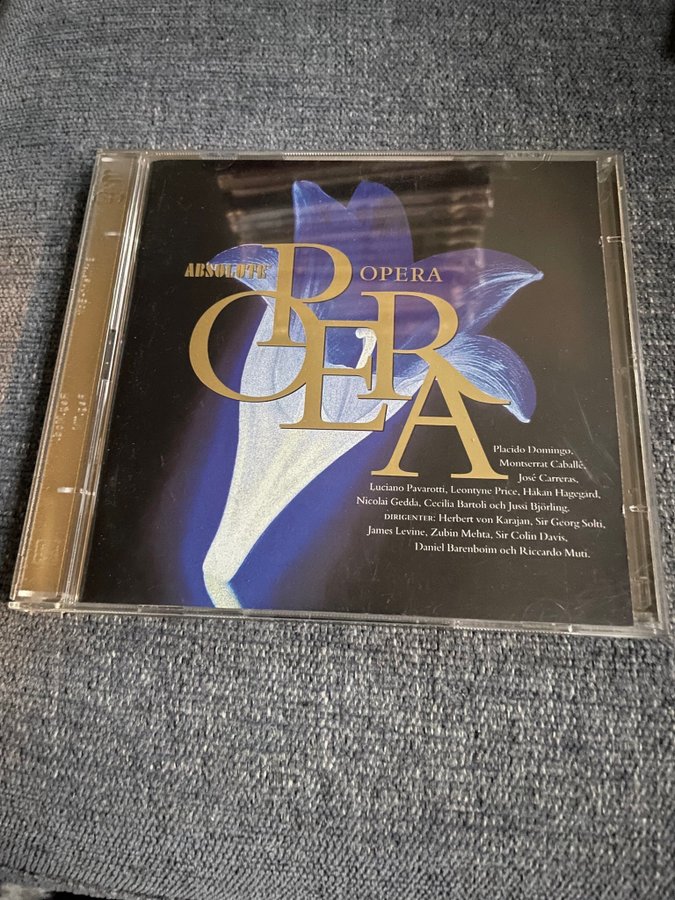 ABSOLUTE OPERA
OPERA
Placido Domingo,
Montserrat Caballé,
José Carreras,
Luciano Pavarotti, Leontyne Price, Håkan Hagegård,
Nicolai Gedda, Cecilia Bartoli och Jussi Björling.
DIRIGENTER: Herbert von Karajan, Sir Georg Solti,
James Levine, Zubin Mehta, Sir Colin Davis,
Daniel Barenboim och Riccardo Muti.